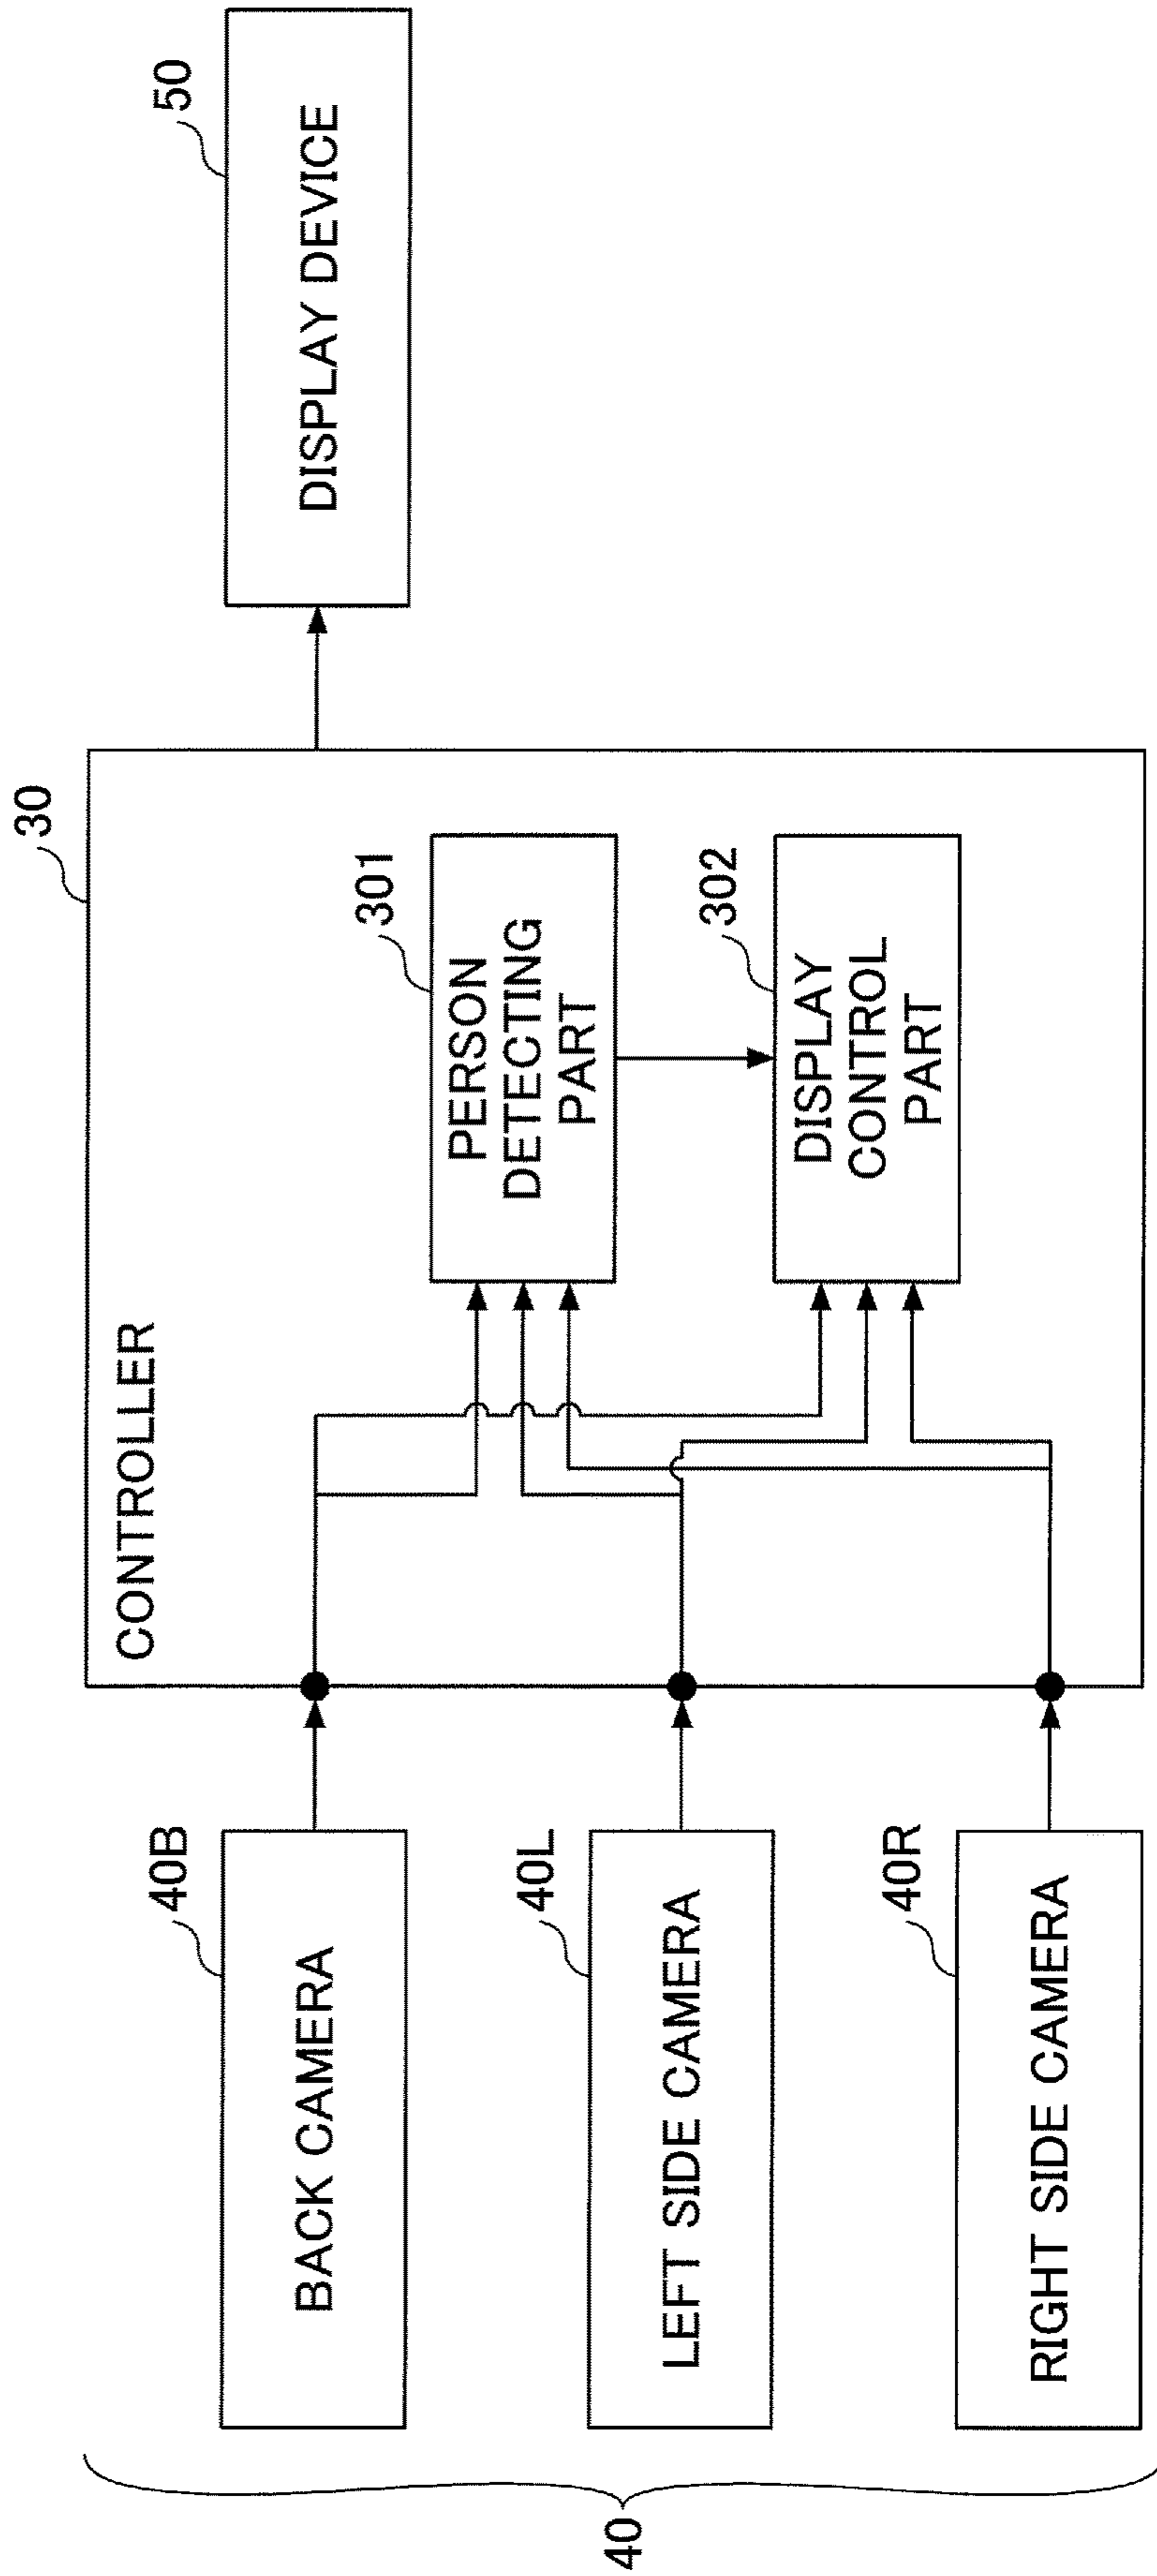 40
40B
BACK CAMERA
40L
LEFT SIDE CAMERA
40R
RIGHT SIDE CAMERA
30
CONTROLLER
301
PERSON
DETECTING
PART
302
DISPLAY
CONTROL
PART
50
DISPLAY DEVICE